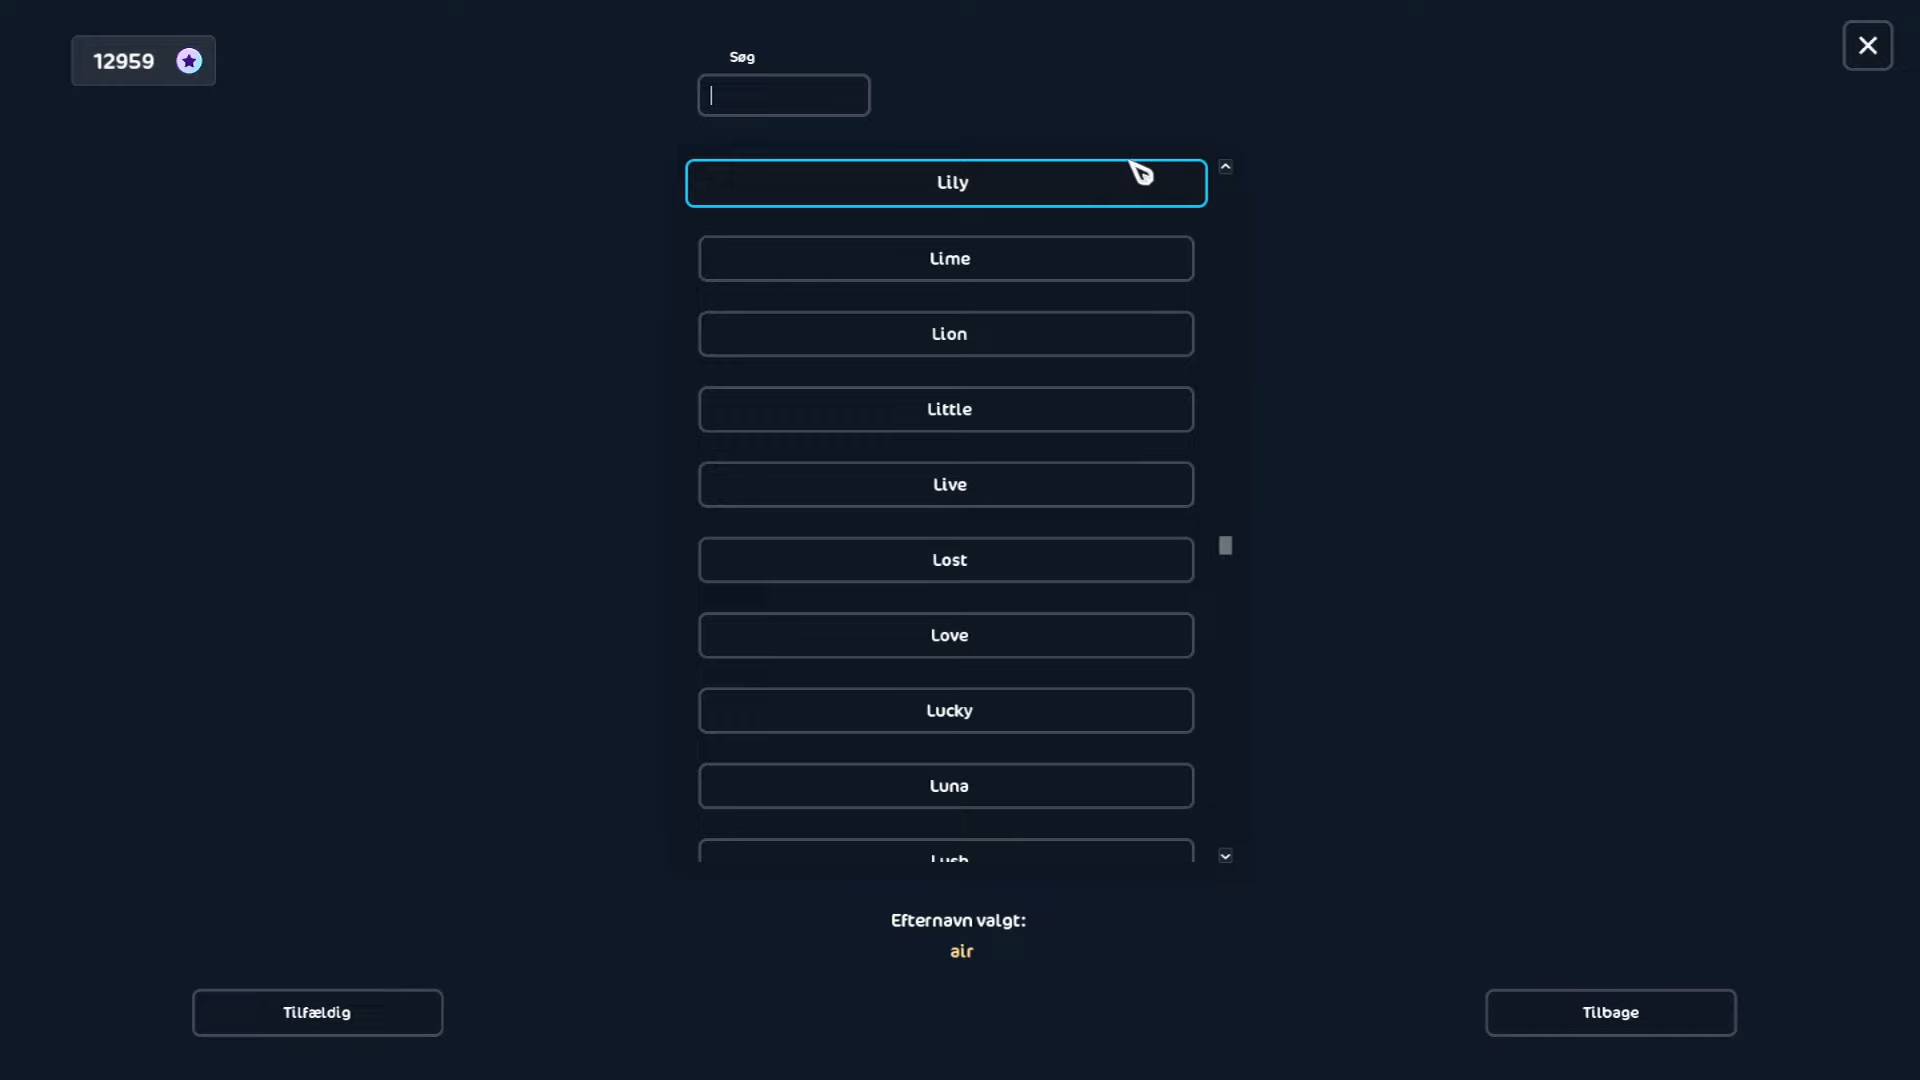 12959
Søg
Lily
Lime
Lion
Little
Live
Lost
Love
Lucky
Luna
Efternavn valgt:
air
Tilfældig
Tilbage